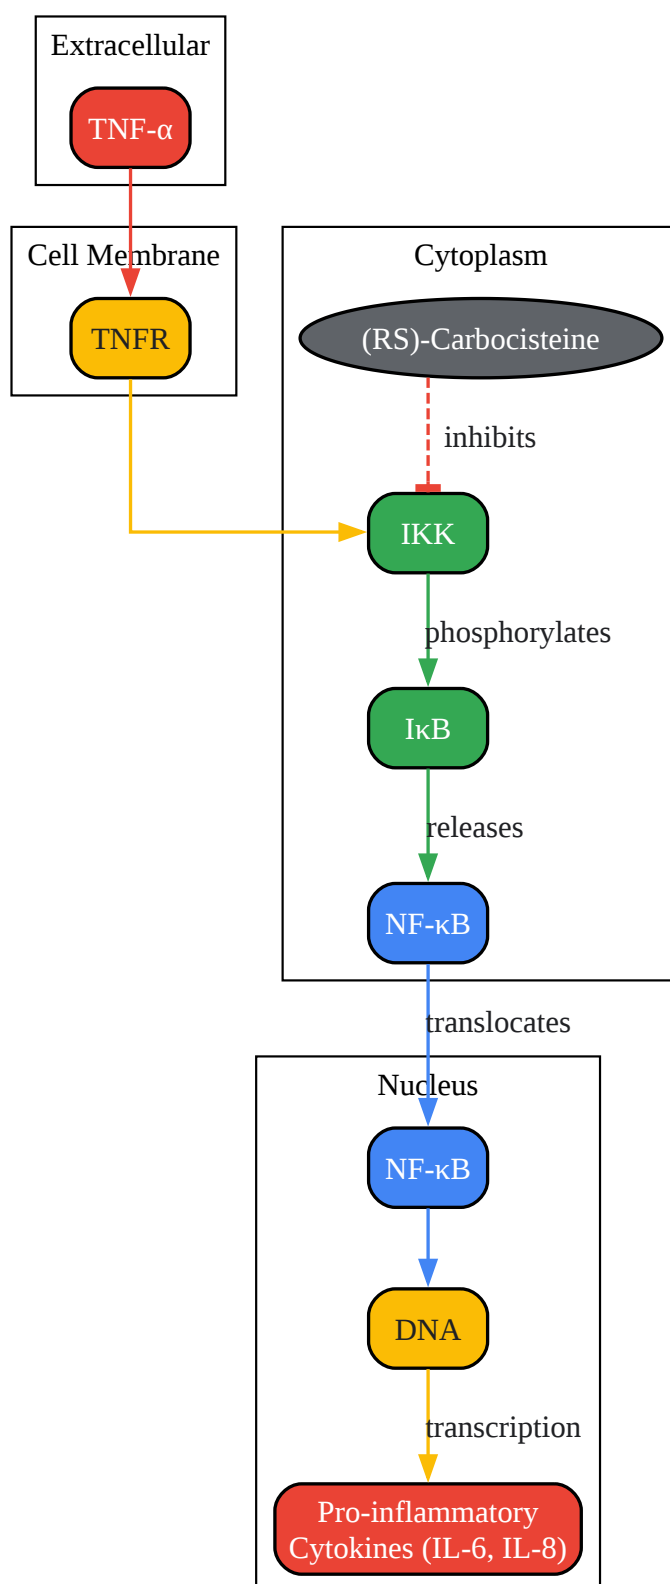 Extracellular
TNF-α
Cell Membrane
TNFR
Cytoplasm
(RS)-Carbocisteine
inhibits
IKK
phosphorylates
IκB
releases
NF-κB
translocates
Nucleus
NF-κB
DNA
transcription
Pro-inflammatory
Cytokines (IL-6, IL-8)